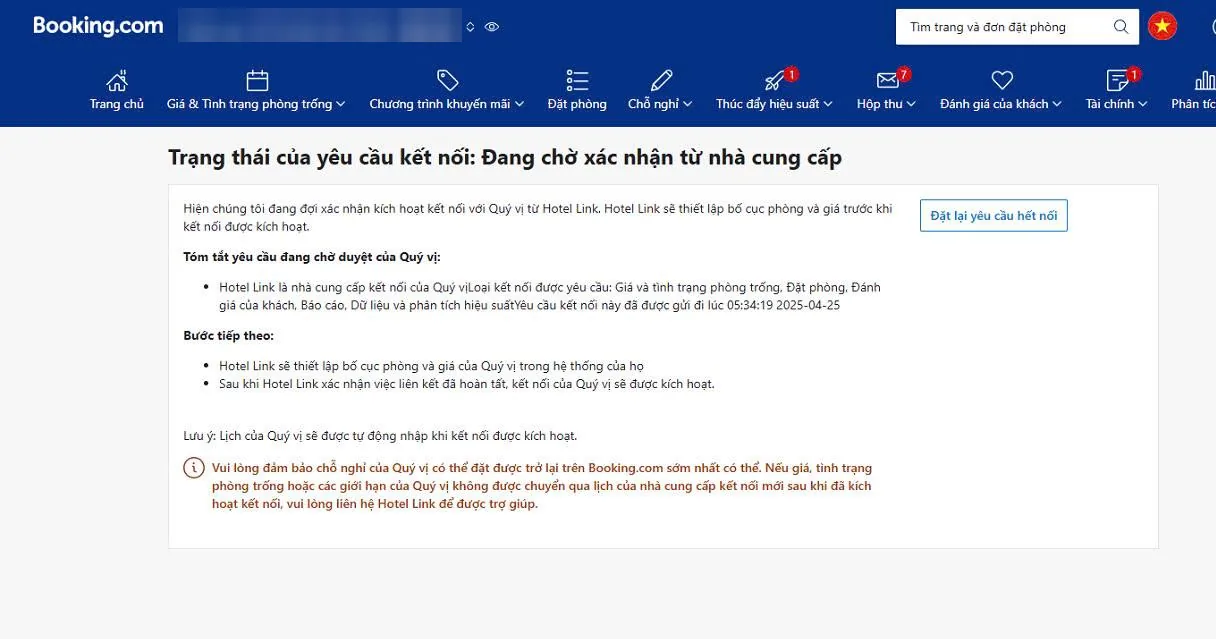 Booking.com
Tìm trang và đơn đặt phòng
1
7
1
Trang chủ
Giá & Tình trạng phòng trống
Chương trình khuyến mãi
Đặt phòng
Chỗ nghỉ
Thúc đẩy hiệu suất
Hộp thư
Đánh giá của khách
Tài chính
Phân tíc
Trạng thái của yêu cầu kết nối: Đang chờ xác nhận từ nhà cung cấp
Hiện chúng tôi đang đợi xác nhận kích hoạt kết nối với Quý vị từ Hotel Link. Hotel Link sẽ thiết lập bố cục phòng và giá trước khi
kết nối được kích hoạt.
Đặt lại yêu cầu hết nối
Tóm tắt yêu cầu đang chờ duyệt của Quý vị:
Hotel Link là nhà cung cấp kết nối của Quý vịLoại kết nối được yêu cầu: Giá và tình trạng phòng trống, Đặt phòng, Đánh
giá của khách, Báo cáo, Dữ liệu và phân tích hiệu suấtYêu cầu kết nối này đã được gửi đi lúc 05:34:19 2025-04-25
Bước tiếp theo:
Hotel Link sẽ thiết lập bố cục phòng và giá của Quý vị trong hệ thống của họ
Sau khi Hotel Link xác nhận việc liên kết đã hoàn tất, kết nối của Quý vị sẽ được kích hoạt.
Lưu ý: Lịch của Quý vị sẽ được tự động nhập khi kết nối được kích hoạt.
Vui lòng đảm bảo chỗ nghỉ của Quý vị có thể đặt được trở lại trên Booking.com sớm nhất có thể. Nếu giá, tình trạng
phòng trống hoặc các giới hạn của Quý vị không được chuyển qua lịch của nhà cung cấp kết nối mới sau khi đã kích
hoạt kết nối, vui lòng liên hệ Hotel Link để được trợ giúp.